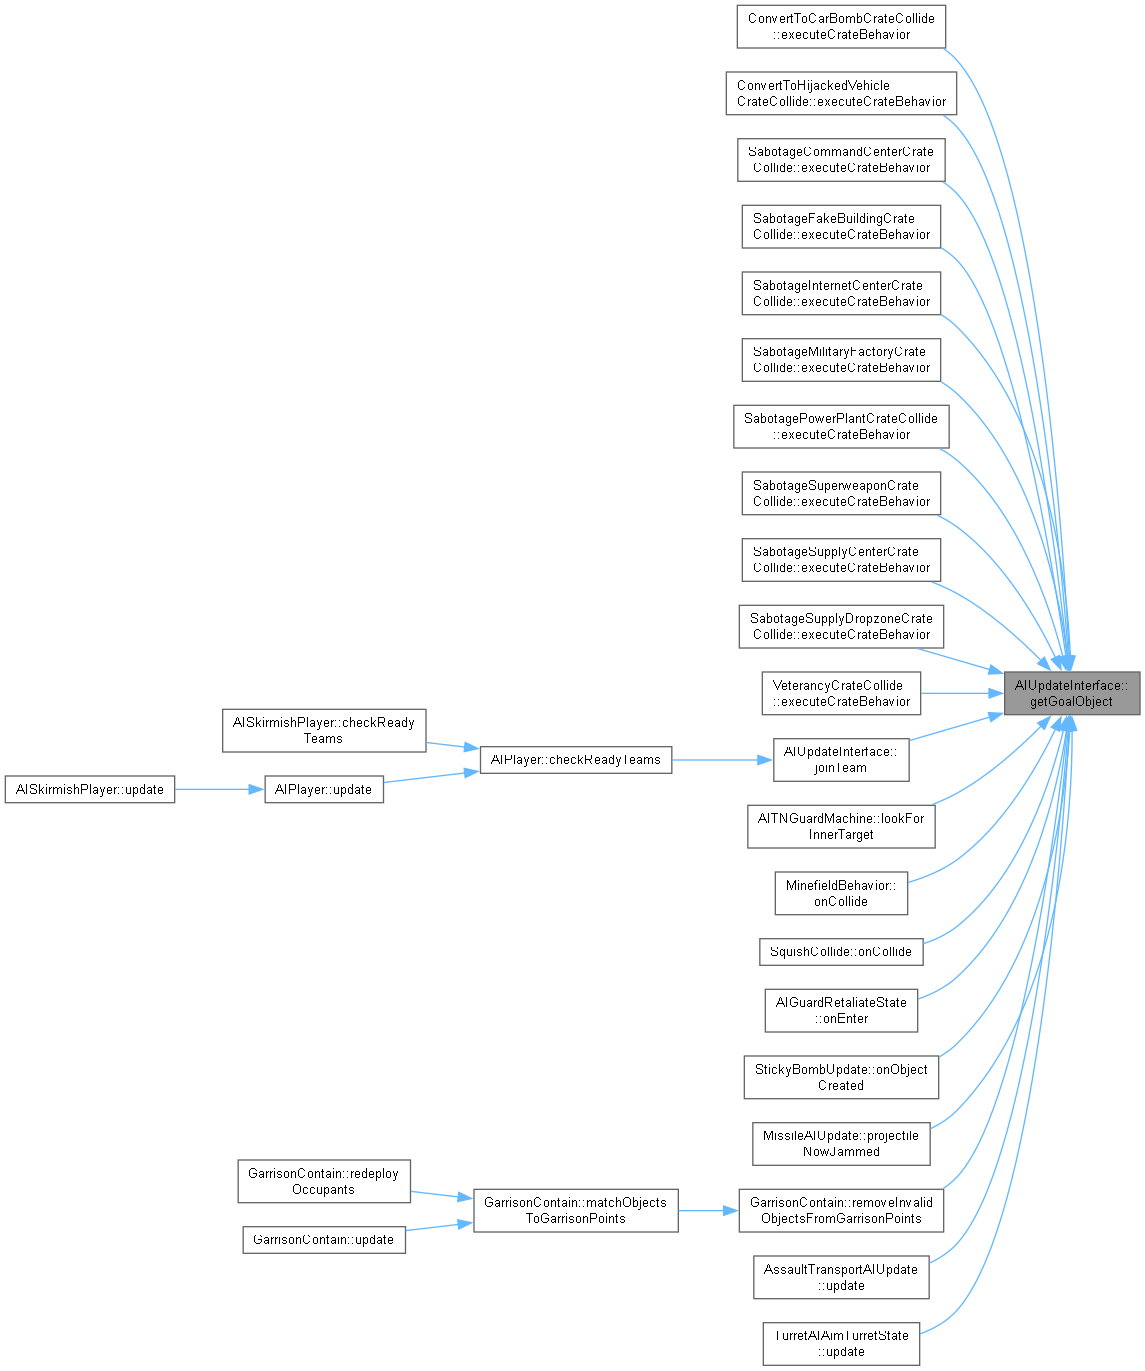 ConvertToCarBombCrateCollide
::executeCrateBehavior
ConvertToHijackedVehicle
CrateCollide::executeCrateBehavior
SabotageCommandCenterCrate
Collide::executeCrateBehavior
SabotageFakeBuildingCrate
Collide::executeCrateBehavior
SabotageInternetCenterCrate
Collide::executeCrateBehavior
SabotageMilitaryFactoryCrate
Collide::executeCrateBehavior
SabotagePowerPlantCrateCollide
::executeCrateBehavior
SabotageSuperweaponCrate
Collide::executeCrateBehavior
SabotageSupplyCenterCrate
Collide::executeCrateBehavior
SabotageSupplyDropzoneCrate
Collide::executeCrateBehavior
VeterancyCrateCollide
::executeCrateBehavior
AIUpdateInterface::
getGoalObject
AISkirmishPlayer::checkReady
Teams
AIPlayer::checkReadyTeams
AIUpdateInterface::
joinTeam
AISkirmishPlayer::update
AIPlayer::update
AITNGuardMachine::lookFor
InnerTarget
MinefieldBehavior::
onCollide
SquishCollide::onCollide
AIGuardRetaliateState
::onEnter
StickyBombUpdate::onObject
Created
MissileAIUpdate::projectile
NowJammed
GarrisonContain::redeploy
Occupants
GarrisonContain::matchObjects
ToGarrisonPoints
GarrisonContain::removeInvalid
ObjectsFromGarrisonPoints
GarrisonContain::update
AssaultTransportAIUpdate
::update
TurretAIAimTurretState
::update